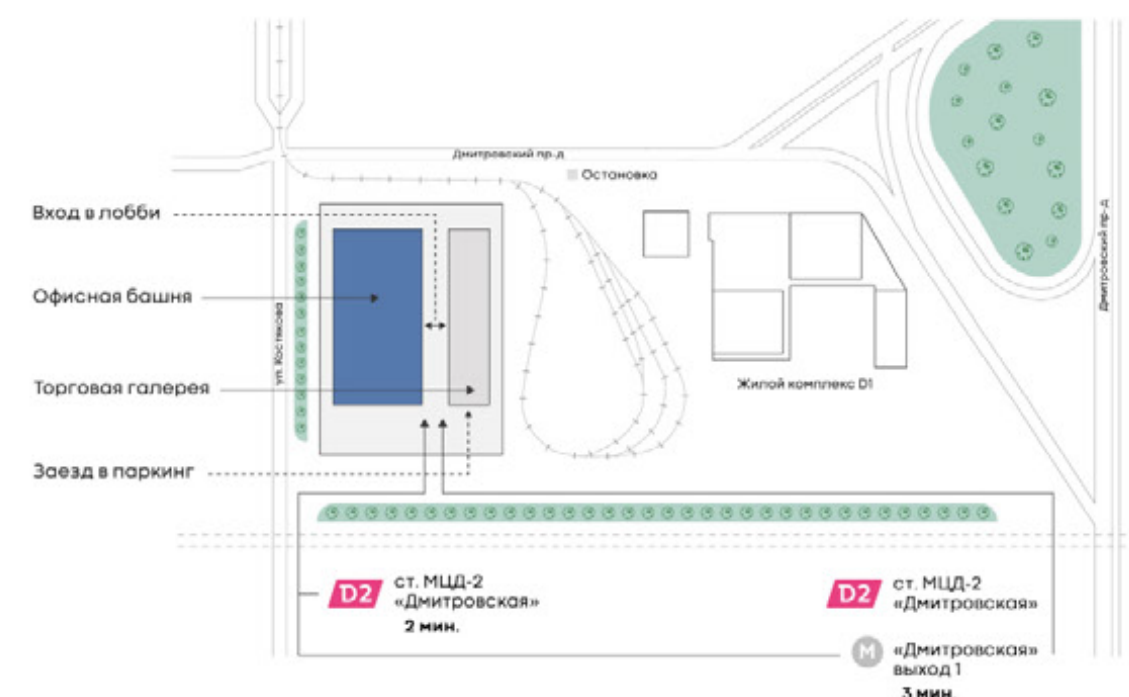 Дмитровский пр-д
Остановка
Вход в лобби
Офисная башня
ул. Костякова
Торговая галерея
Заезд в паркинг
Жилой комплекс D1
Дмитровский пр-д
D2
ст. МЦД-2
«Дмитровская»
2 мин.
D2
ст. МЦД-2
«Дмитровская»
М
«Дмитровская»
выход 1
3 мин.